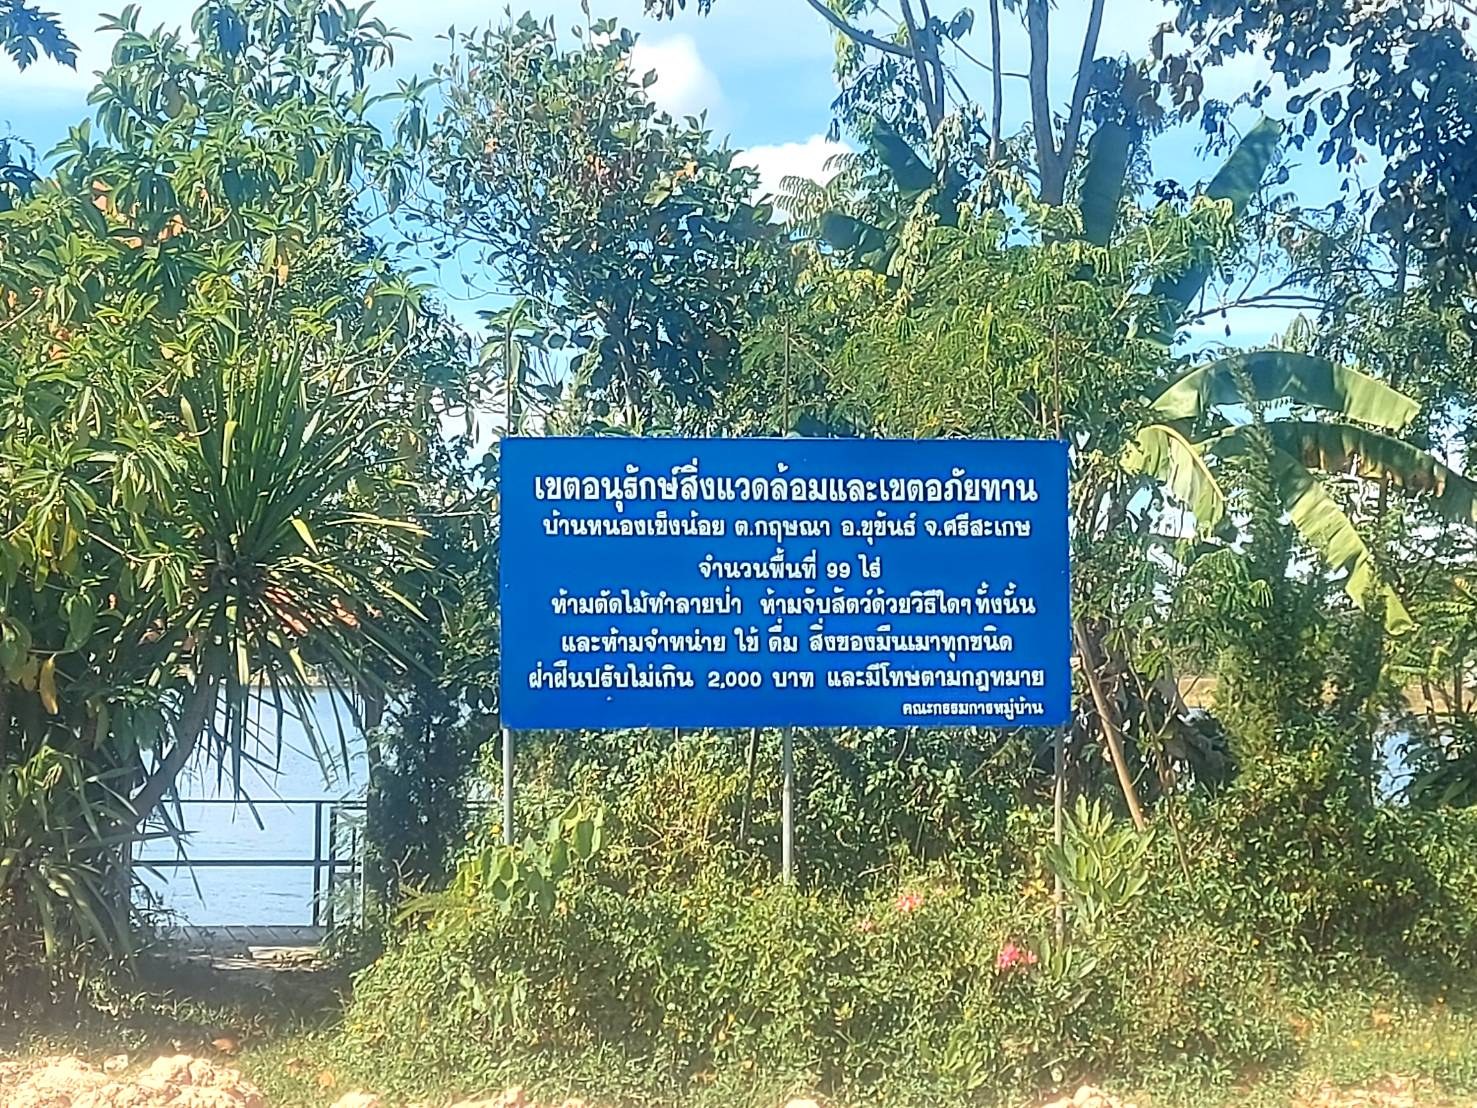 เขตอนุรักษ์สิ่งแวดล้อมและเขตอภัยทาน
บ้านหนองเข็งน้อย ต.กฤษณา อ.ขุขันธ์ จ.ศรีสะเกษ
จำนวนพื้นที่ 99 ไร่
ห้ามตัดไม้ทำลายป่า ห้ามจับสัตว์ด้วยวิธีใดๆ ทั้งนั้น
และห้ามจำหน่าย ใช้ ดื่ม สิ่งของมึนเมาทุกชนิด
ฝ่าฝืนปรับไม่เกิน 2,000 บาท และมีโทษตามกฎหมาย
คณะกรรมการหมู่บ้าน